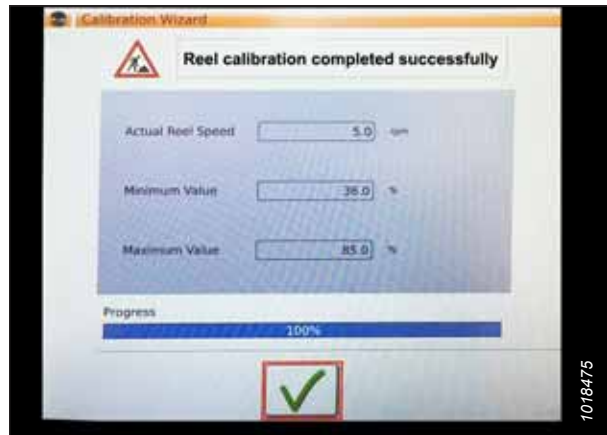 Calibration Wizard
Reel calibration completed successfully
Actual Reel Speed 5.0 rpm
Minimum Value 36.0 %
Maximum Value 85.0 %
Progress
100%
1018475